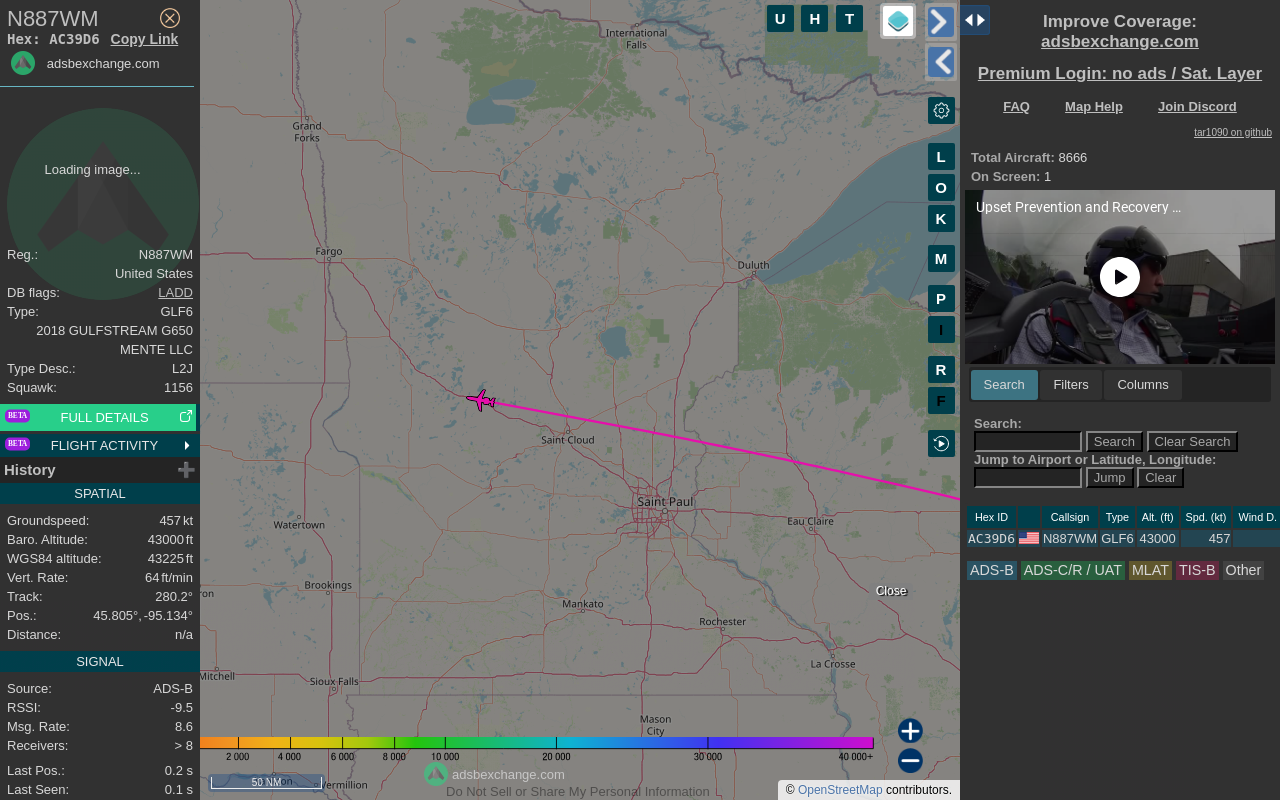 N887WM
Hex: AC39D6 Copy Link
adsbexchange.com
Loading image...
Reg.: N887WM
United States
DB flags: LADD
Type: GLF6
2018 GULFSTREAM G650
MENTE LLC
Type Desc.: L2J
Squawk: 1156
BETA FULL DETAILS
BETA FLIGHT ACTIVITY
History
SPATIAL
Groundspeed: 457 kt
Baro. Altitude: 43000 ft
WGS84 altitude: 43225 ft
Vert. Rate: 64 ft/min
Track: 280.2°
Pos.: 45.805°, -95.134°
Distance: n/a
SIGNAL
Source: ADS-B
RSSI: -9.5
Msg. Rate: 8.6
Receivers: > 8
Last Pos.: 0.2 s
Last Seen: 0.1 s
U H T
L
O
K
M
P
I
R
F
International
Falls
Grand
Forks
Fargo
Duluth
Saint Cloud
Saint Paul
Watertown
Eau Claire
Brookings
ron
Mankato
Rochester
La Crosse
Mitchell
Sioux Falls
Mason
City
Vermillion
Close
2 000 4 000 6 000 8 000 10 000 20 000 30 000 40 000+
50 NM
adsbexchange.com
Do Not Sell or Share My Personal Information
© OpenStreetMap contributors.
Improve Coverage:
adsbexchange.com
Premium Login: no ads / Sat. Layer
FAQ Map Help Join Discord
tar1090 on github
Total Aircraft: 8666
On Screen: 1
Upset Prevention and Recovery ...
Search Filters Columns
Search:
Search Clear Search
Jump to Airport or Latitude, Longitude:
Jump Clear
Hex ID Callsign Type Alt. (ft) Spd. (kt) Wind D.
AC39D6 N887WM GLF6 43000 457
ADS-B ADS-C/R / UAT MLAT TIS-B Other